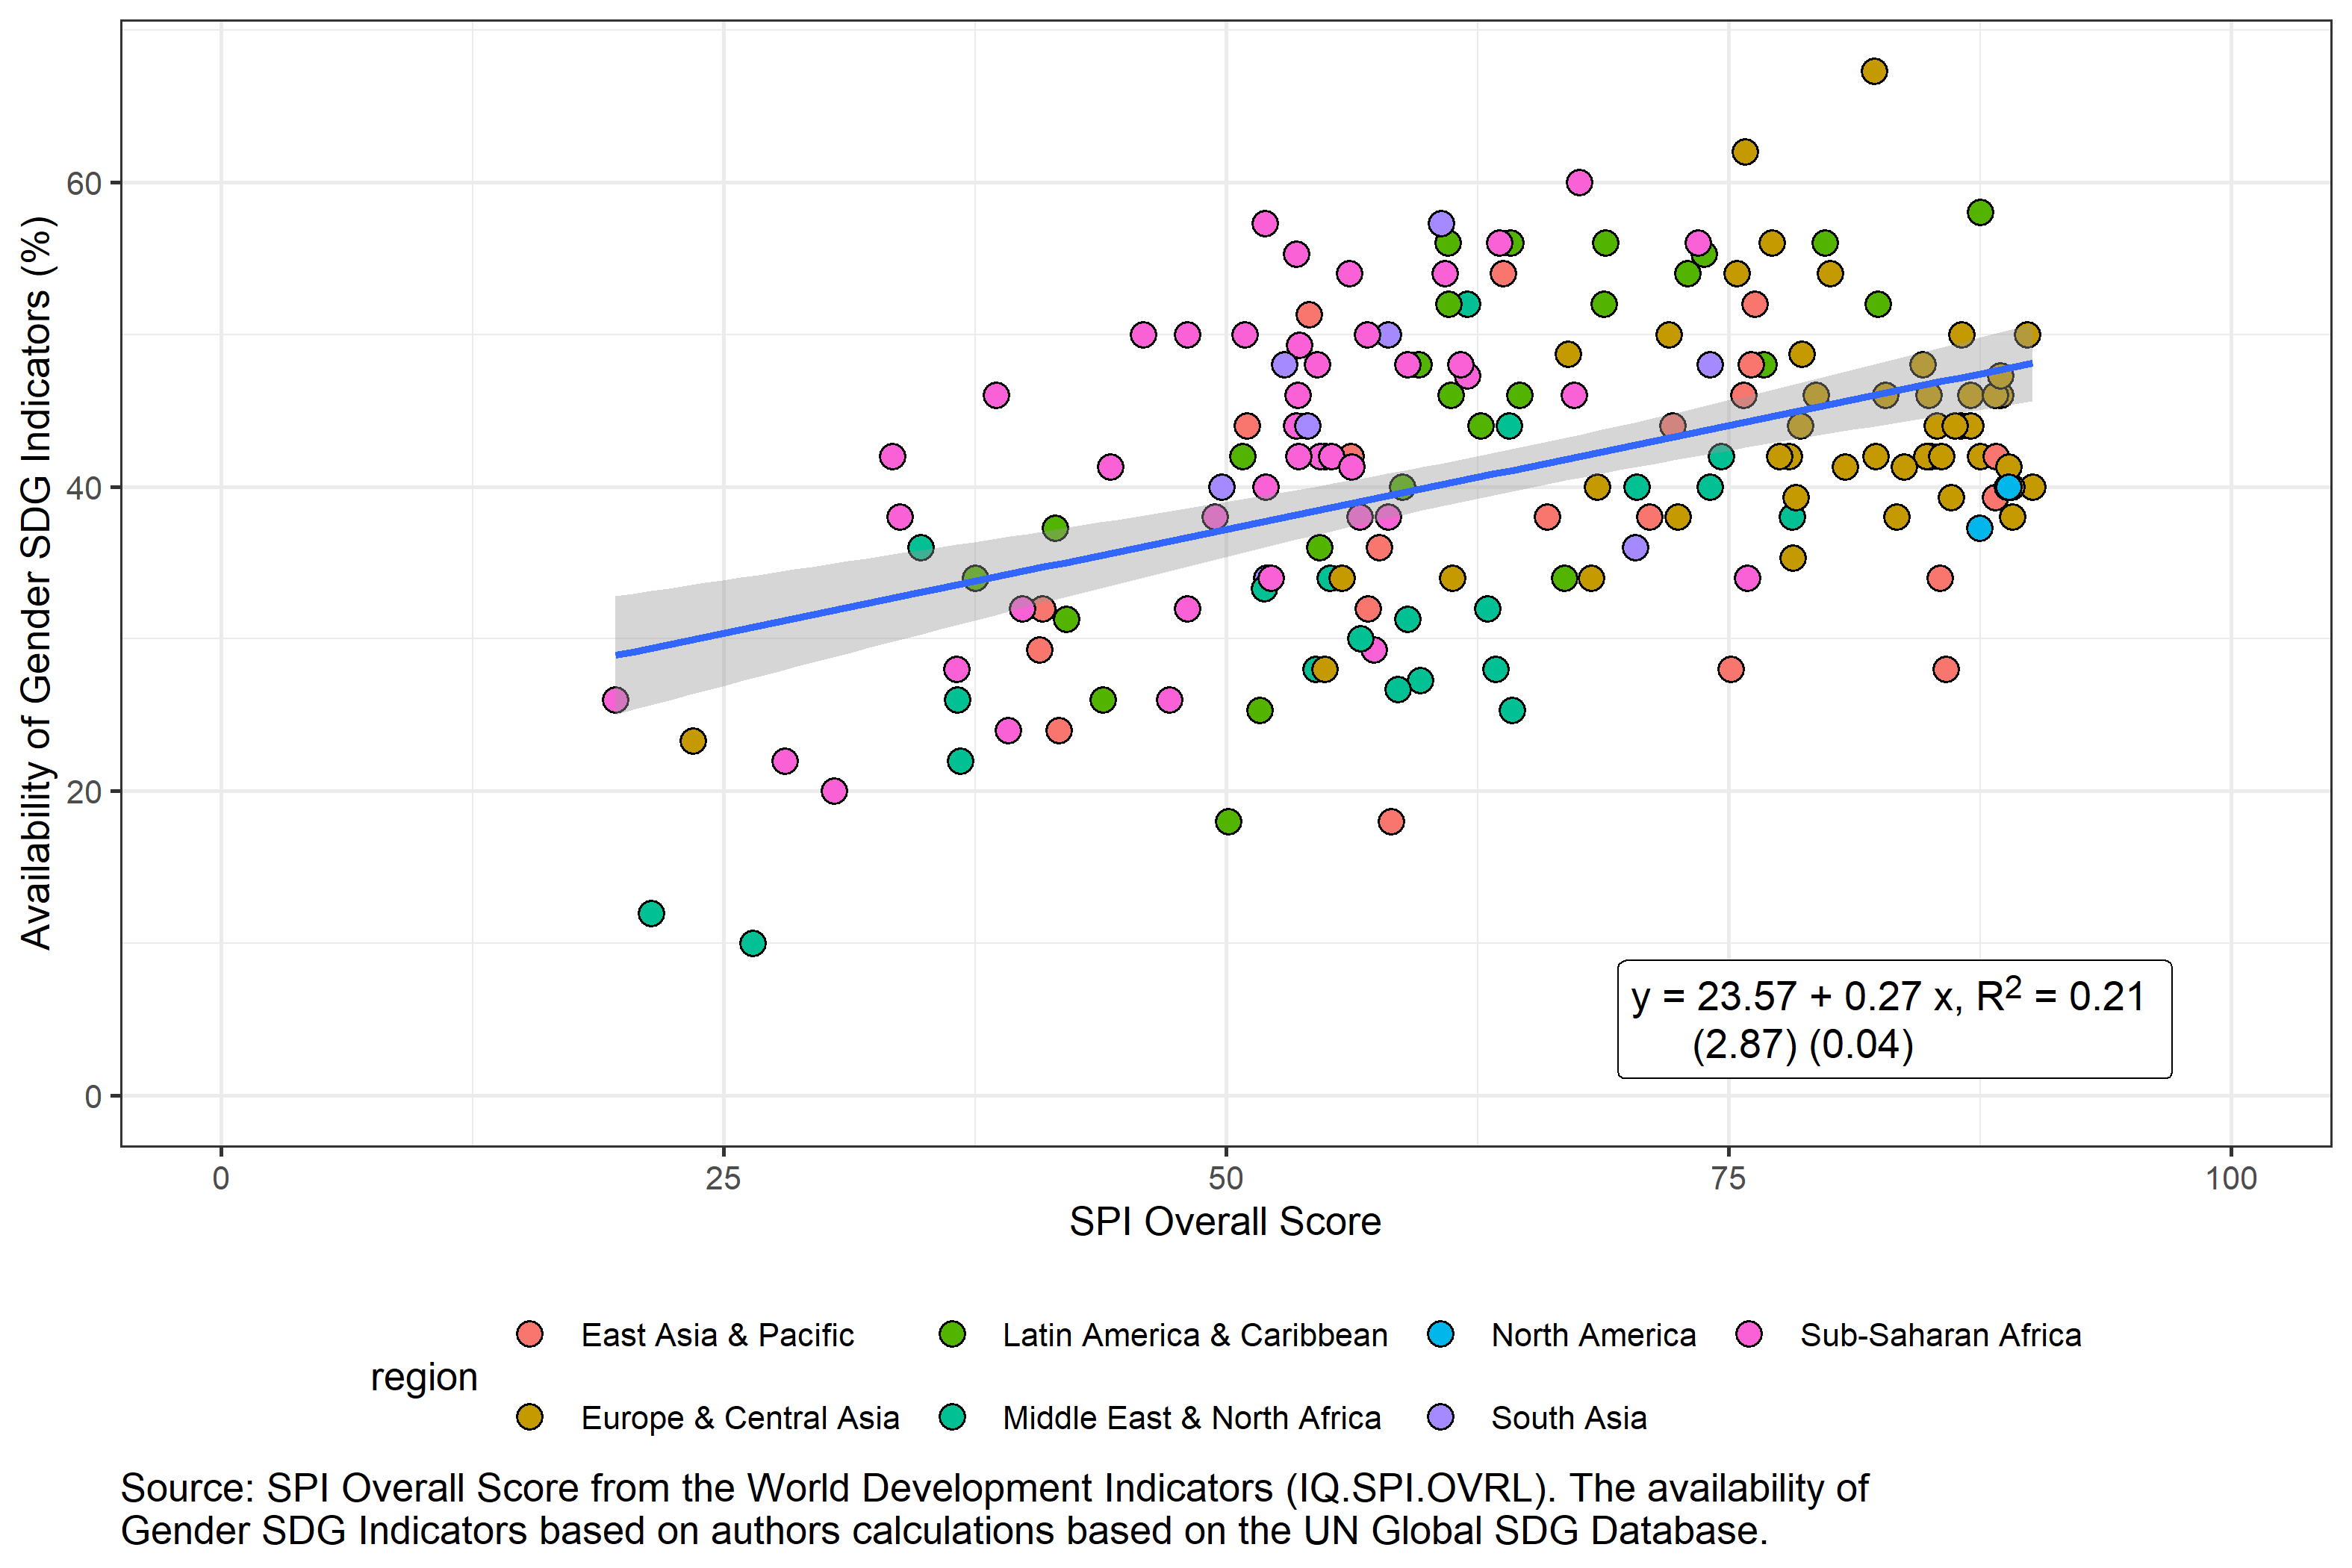 Availability of Gender SDG Indicators (%)
60
40
20
0
y = 23.57 + 0.27 x, R² = 0.21
(2.87) (0.04)
0 25 50 75 100
SPI Overall Score
region
East Asia & Pacific Latin America & Caribbean North America Sub-Saharan Africa
Europe & Central Asia Middle East & North Africa South Asia
Source: SPI Overall Score from the World Development Indicators (IQ.SPI.OVRL). The availability of
Gender SDG Indicators based on authors calculations based on the UN Global SDG Database.